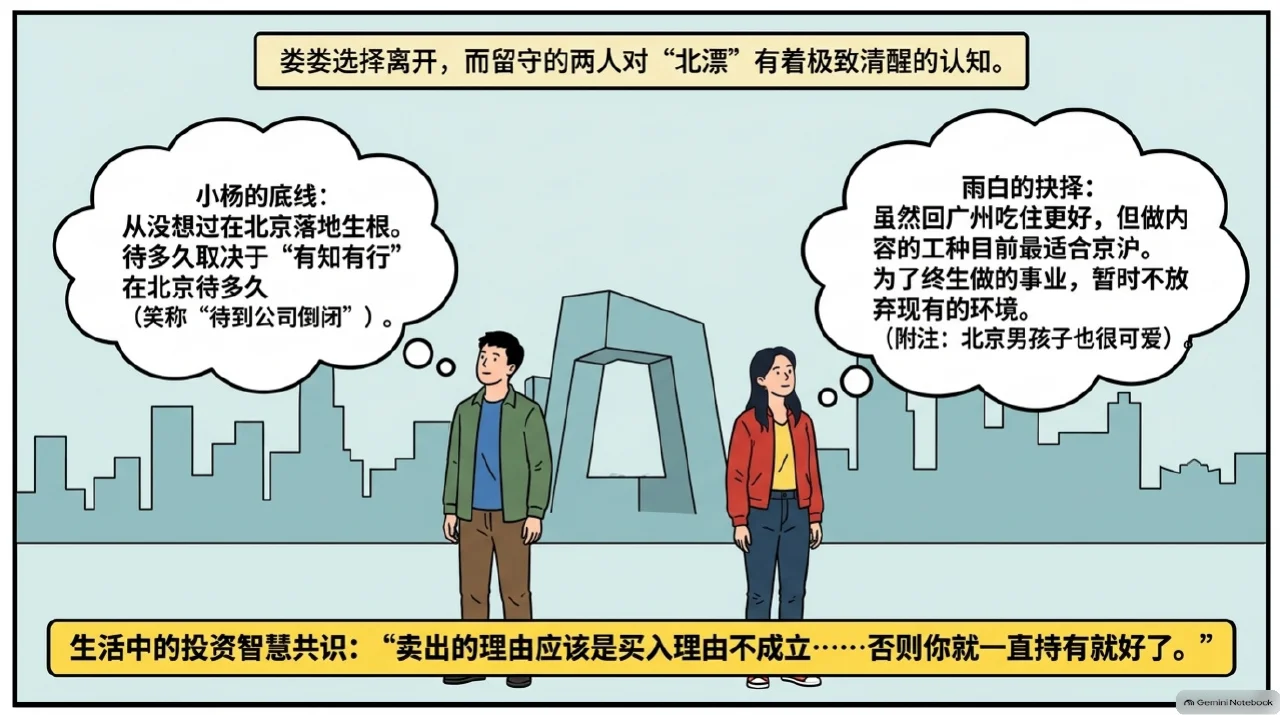 娄娄选择离开，而留守的两人对“北漂”有着极致清醒的认知。
小杨的底线：
从没想过在北京落地生根。
待多久取决于“有知有行”
在北京待多久
（笑称“待到公司倒闭”）。
雨白的抉择：
虽然回广州吃住更好，但做内
容的工种目前最适合京沪。
为了终生做的事业，暂时不放
弃现有的环境。
（附注：北京男孩子也很可爱）。
生活中的投资智慧共识：“卖出的理由应该是买入理由不成立……否则你就一直持有就好了。”
Gemini Notebook